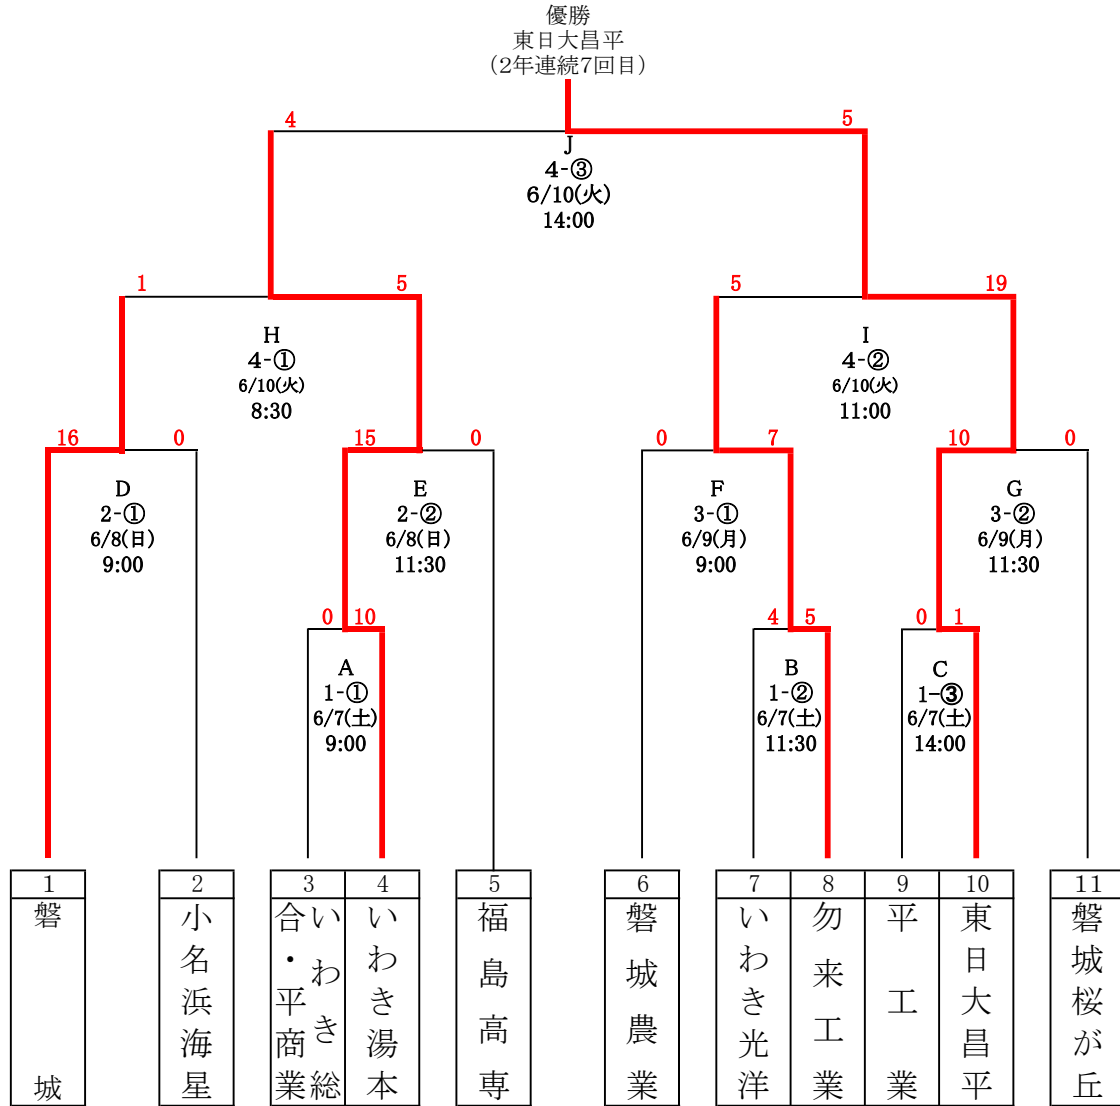 優勝
東日大昌平
（2年連続7回目）
4 5
J
4-③
6/10(火)
14:00
1 5 5 19
H
4-①
6/10(火)
8:30
I
4-②
6/10(火)
11:00
16 0 15 0 0 7 10 0
D
2-①
6/8(日)
9:00
E
2-②
6/8(日)
11:30
F
3-①
6/9(月)
9:00
G
3-②
6/9(月)
11:30
0 10 4 5 0 1
A
1-①
6/7(土)
9:00
B
1-②
6/7(土)
11:30
C
1-③
6/7(土)
14:00
1
磐城
2
小名浜海星
3
いわき総
合・平商業
4
いわき湯本
5
福島高専
6
磐城農業
7
いわき光洋
8
勿来工業
9
平工業
10
東日大昌平
11
磐城桜が丘